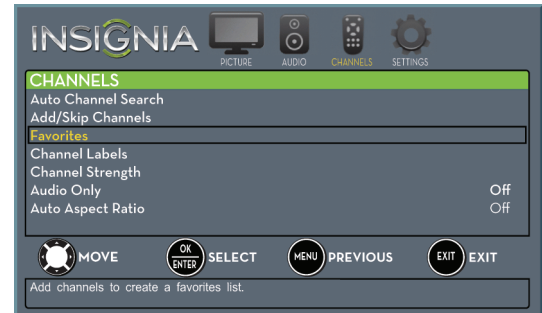 INSIGNIA
PICTURE AUDIO CHANNELS SETTINGS
CHANNELS
Auto Channel Search
Add/Skip Channels
Favorites
Channel Labels
Channel Strength
Audio Only Off
Auto Aspect Ratio Off
MOVE OK ENTER SELECT MENU PREVIOUS EXIT EXIT
Add channels to create a favorites list.